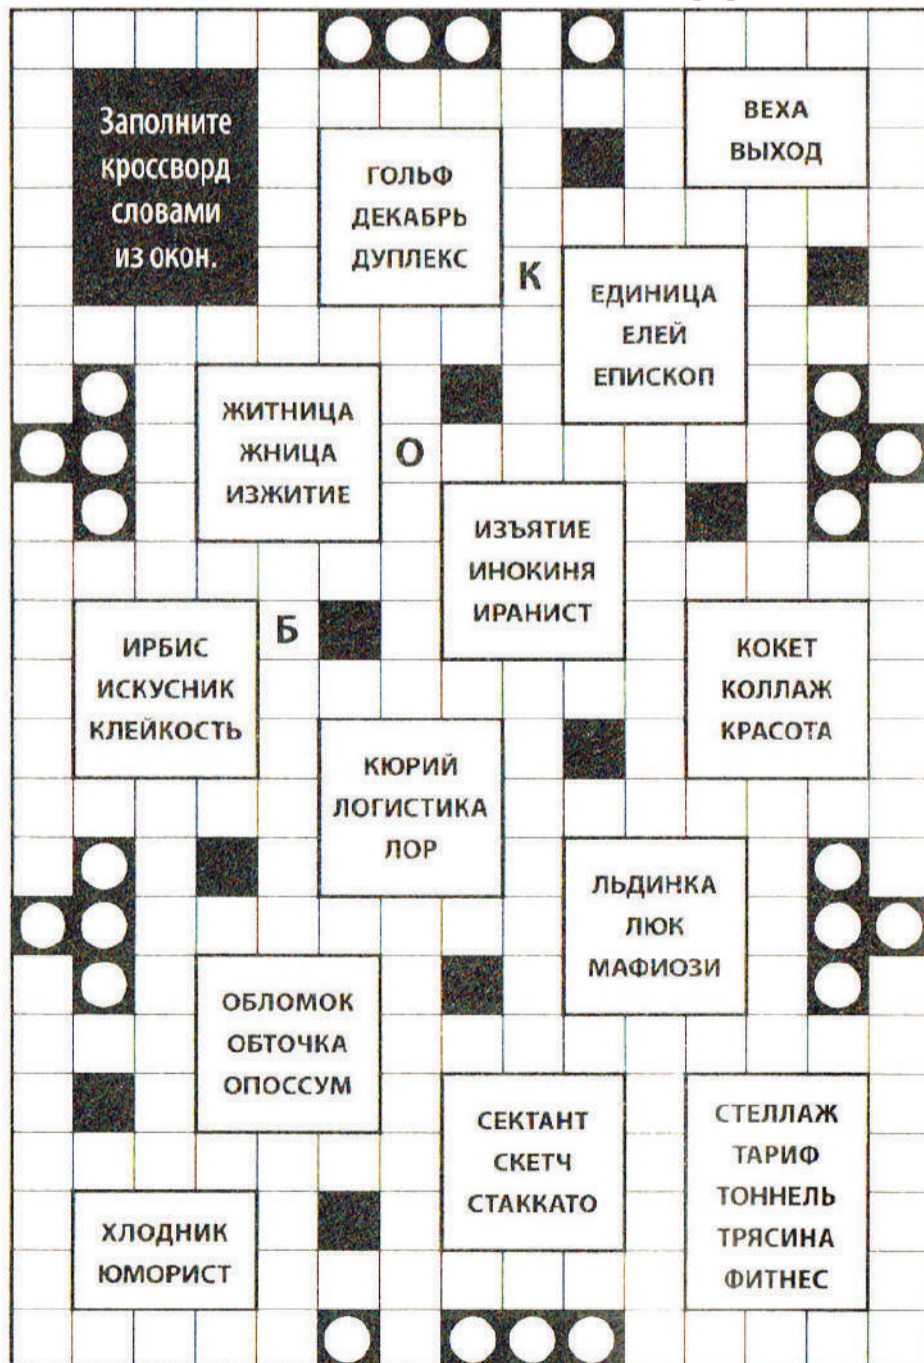 Заполните
кроссворд
словами
из окон.
ВЕХА
ВЫХОД
ГОЛЬФ
ДЕКАБРЬ
ДУПЛЕКС
К
ЕДИНИЦА
ЕЛЕЙ
ЕПИСКОП
ЖИТНИЦА
ЖНИЦА
ИЗЖИТИЕ
О
ИЗЪЯТИЕ
ИНОКИНЯ
ИРАНИСТ
ИРБИС
ИСКУСНИК
КЛЕЙКОСТЬ
Б
КОКЕТ
КОЛЛАЖ
КРАСОТА
КЮРИЙ
ЛОГИСТИКА
ЛОР
ЛЬДИНКА
ЛЮК
МАФИОЗИ
ОБЛОМОК
ОБТОЧКА
ОПОССУМ
СЕКТАНТ
СКЕТЧ
СТАККАТО
СТЕЛЛАЖ
ТАРИФ
ТОННЕЛЬ
ТРЯСИНА
ФИТНЕС
ХЛОДНИК
ЮМОРИСТ